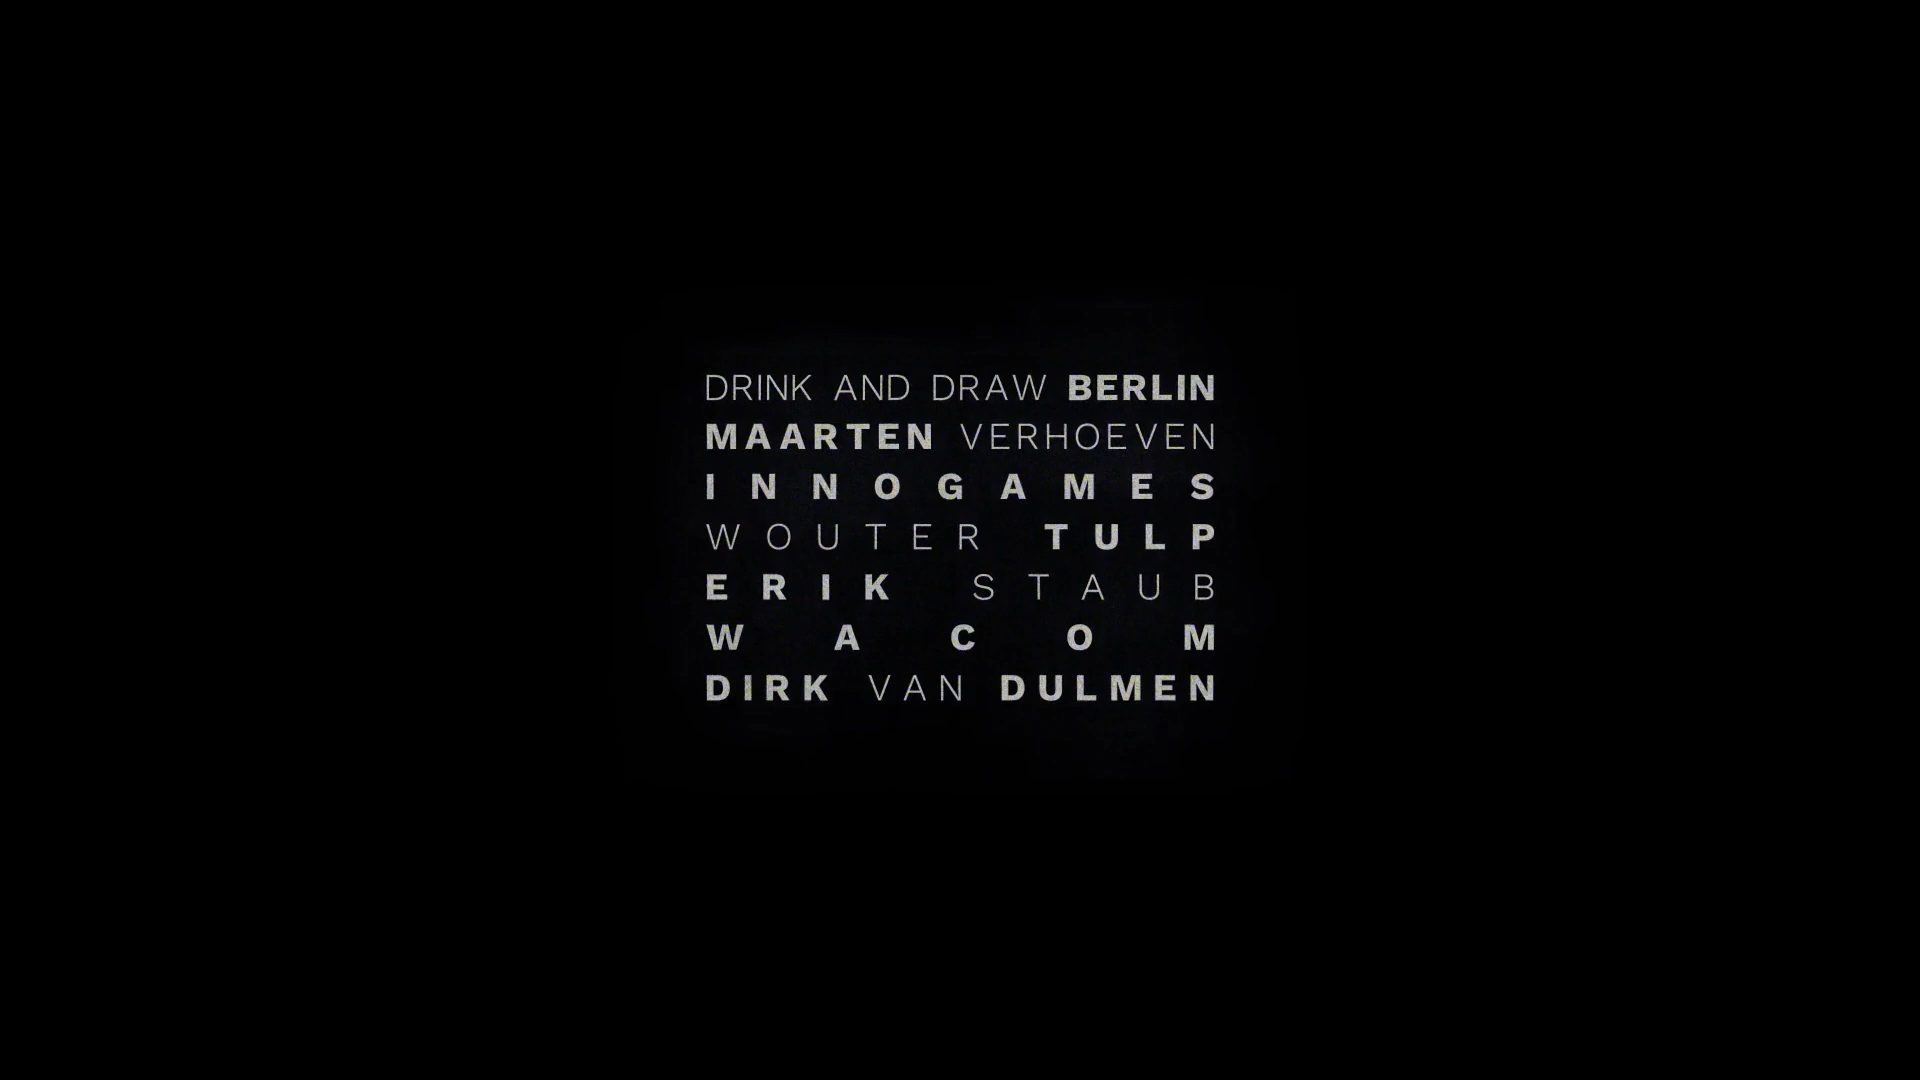 DRINK AND DRAW BERLIN
MAARTEN VERHOEVEN
INNOGAMES
WOUTER TULP
ERIK STAUB
WACOM
DIRK VAN DULMEN